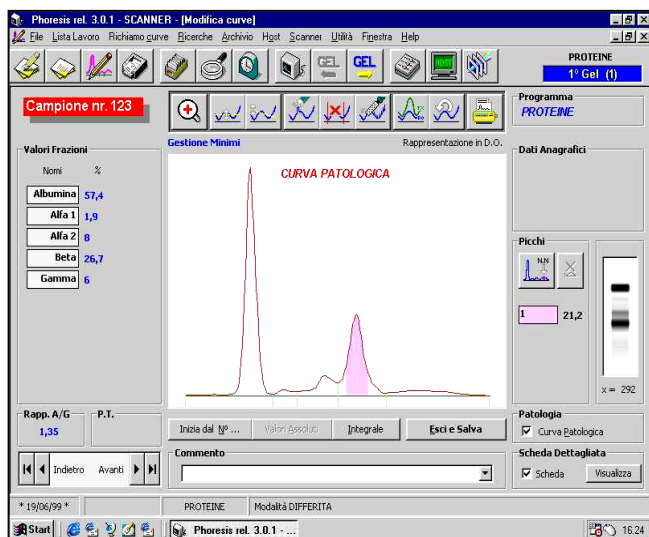 Phoresis rel. 3.0.1 - SCANNER - [Modifica curve]
File Lista Lavoro Richiamo curve Ricerche Archivio Host Scanner Utilità Finestra Help
GEL GEL HOST
PROTEINE
1° Gel (1)
Campione nr. 123
Programma
PROTEINE
Gestione Minimi
Rappresentazione in D.O.
Valori Frazioni
Nomi %
Albumina 57,4
Alfa 1 1,9
Alfa 2 8
Beta 26,7
Gamma 6
CURVA PATOLOGICA
Dati Anagrafici
Picchi
N.N
1 21,2
x = 292
Rapp. A/G
1,35
P.T.
Inizia dal Nº ... Valori Assoluti Integrale Esci e Salva
Patologia
Curva Patologica
Indietro Avanti
Commento
Scheda Dettagliata
Scheda Visualizza
* 19/06/99 * PROTEINE Modalità DIFFERITA
Start Phoresis rel. 3.0.1 - ... 16.24